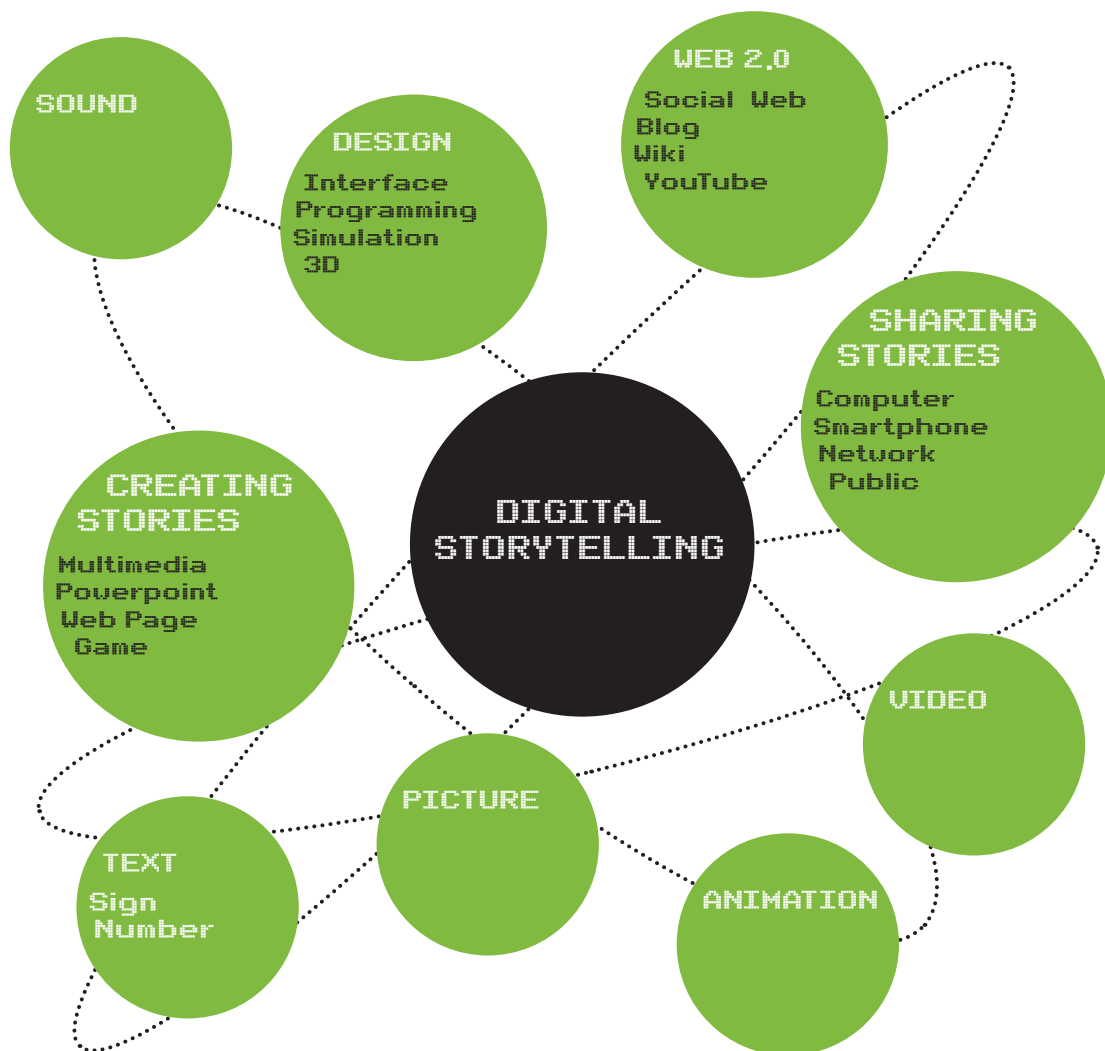 SOUND
DESIGN
Interface
Programming
Simulation
3D
WEB 2.0
Social Web
Blog
Wiki
YouTube
SHARING
STORIES
Computer
Smartphone
Network
Public
CREATING
STORIES
Multimedia
Powerpoint
Web Page
Game
DIGITAL
STORYTELLING
VIDEO
PICTURE
TEXT
Sign
Number
ANIMATION